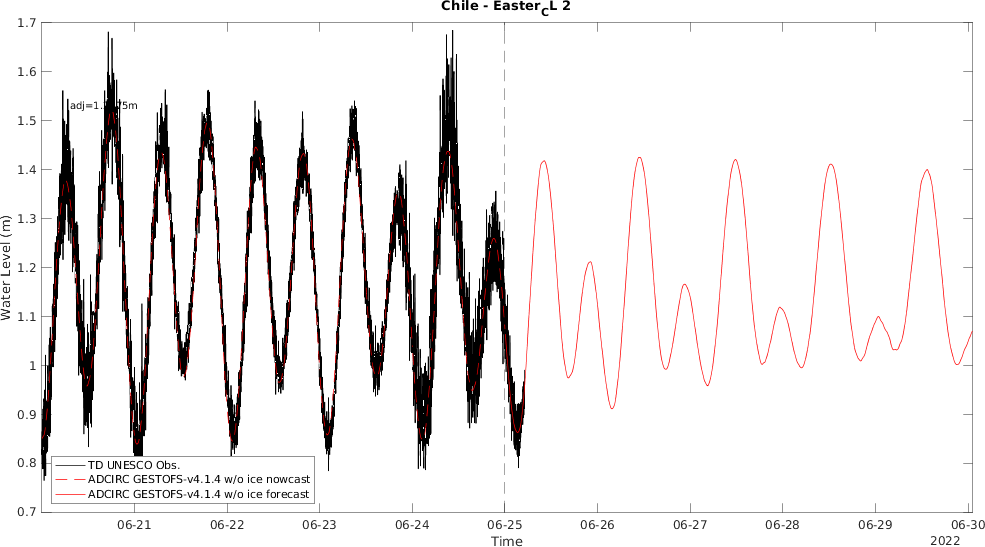 Chile - EasterCL 2
1.7
1.6
1.5
1.4
1.3
1.2
1.1
1
0.9
0.8
0.7
Water Level (m)
TD UNESCO Obs.
ADCIRC GESTOFS-v4.1.4 w/o ice nowcast
ADCIRC GESTOFS-v4.1.4 w/o ice forecast
06-21 06-22 06-23 06-24 06-25 06-26 06-27 06-28 06-29 06-30
Time
2022